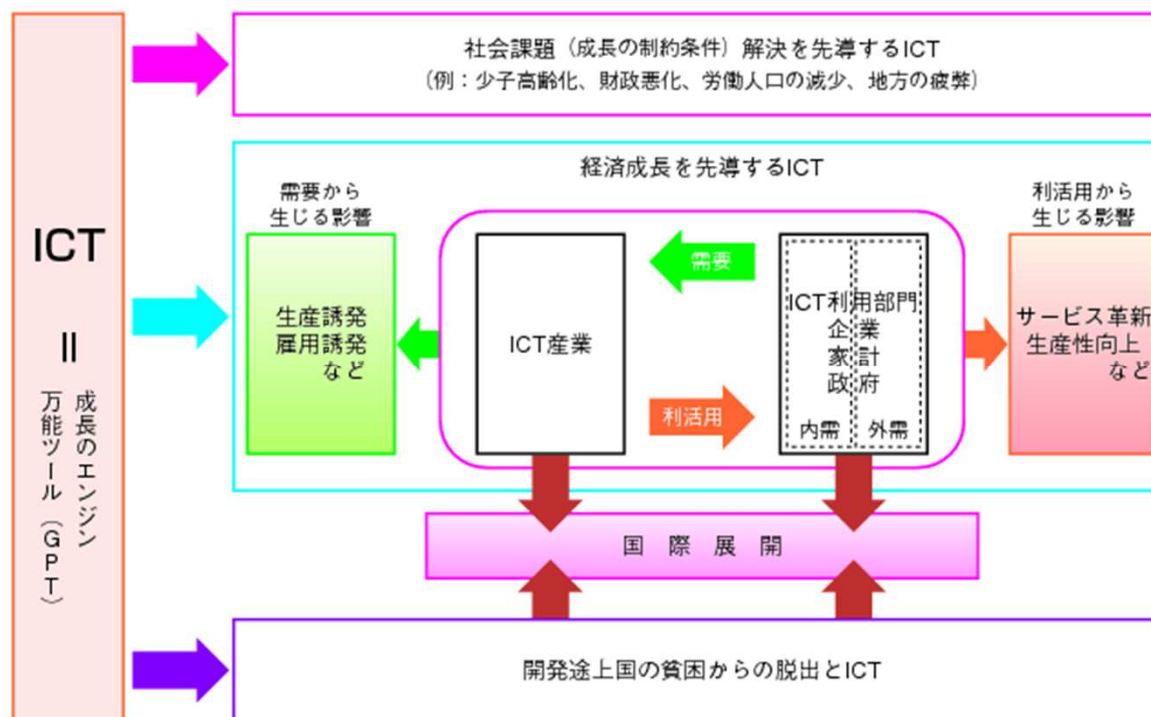 ICT
＝
成長のエンジン
万能ツール（GPT）
社会課題（成長の制約条件）解決を先導するICT
（例：少子高齢化、財政悪化、労働人口の減少、地方の疲弊）
経済成長を先導するICT
需要から
生じる影響
生産誘発
雇用誘発
など
ICT産業
需要
利活用
ICT利用部門
企業
家計
政府
内需
外需
利活用から
生じる影響
サービス革新
生産性向上
など
国際展開
開発途上国の貧困からの脱出とICT